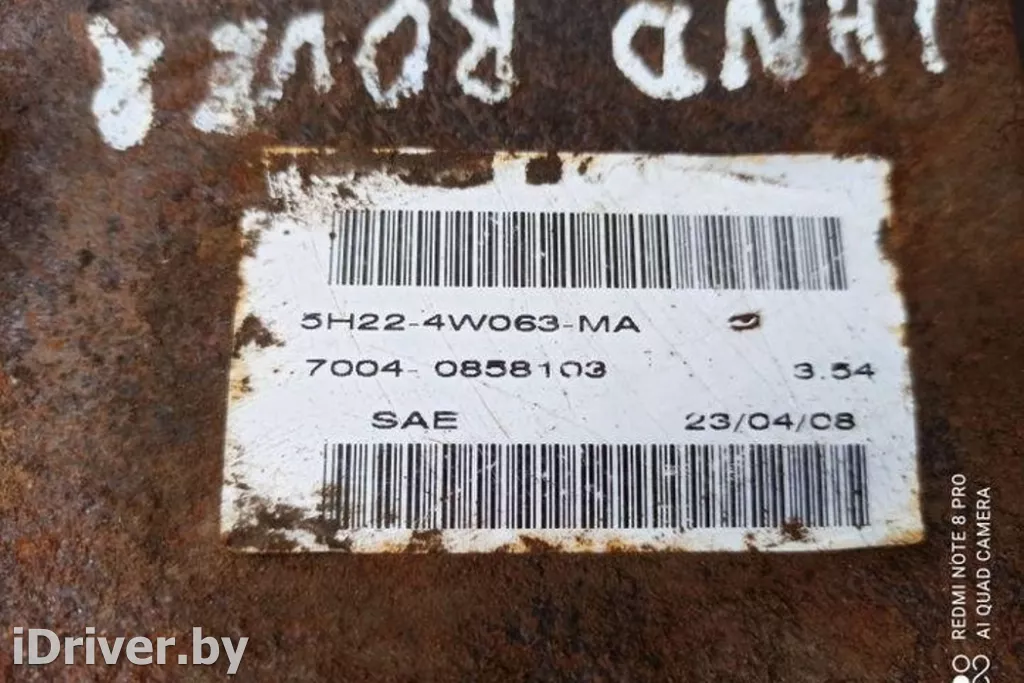 LAND ROVER
5H22-4W063-MA
7004-0858103 3.54
SAE 23/04/08
iDriver.by
REDMI NOTE 8 PRO
AI QUAD CAMERA